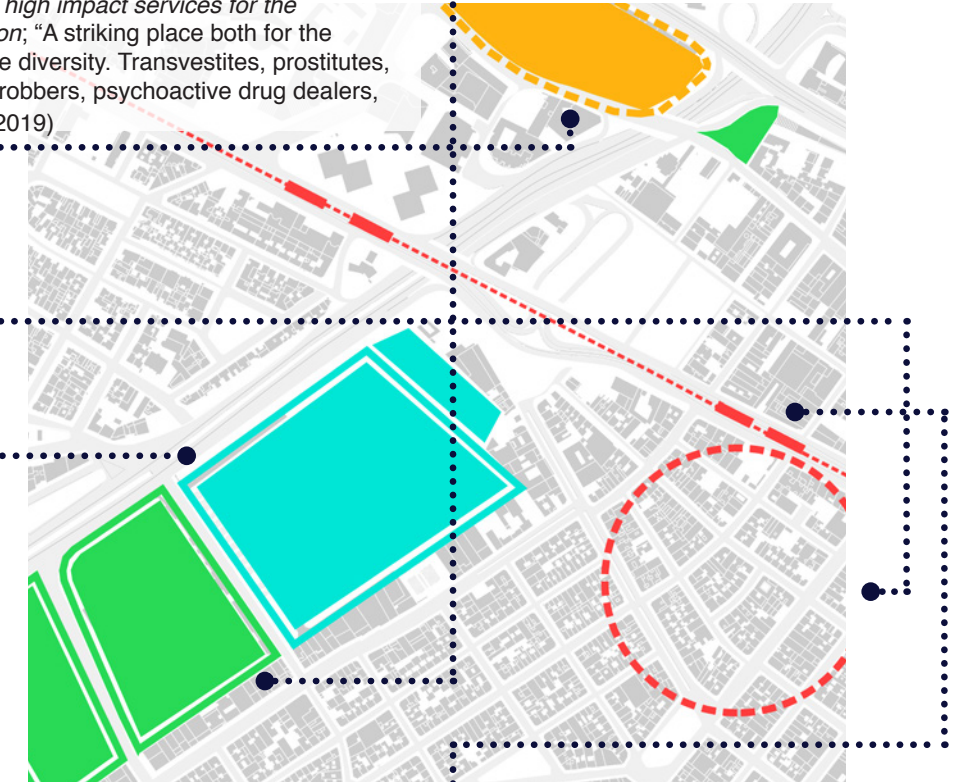 high impact services for the
on; “A striking place both for the
e diversity. Transvestites, prostitutes,
robbers, psychoactive drug dealers,
2019)